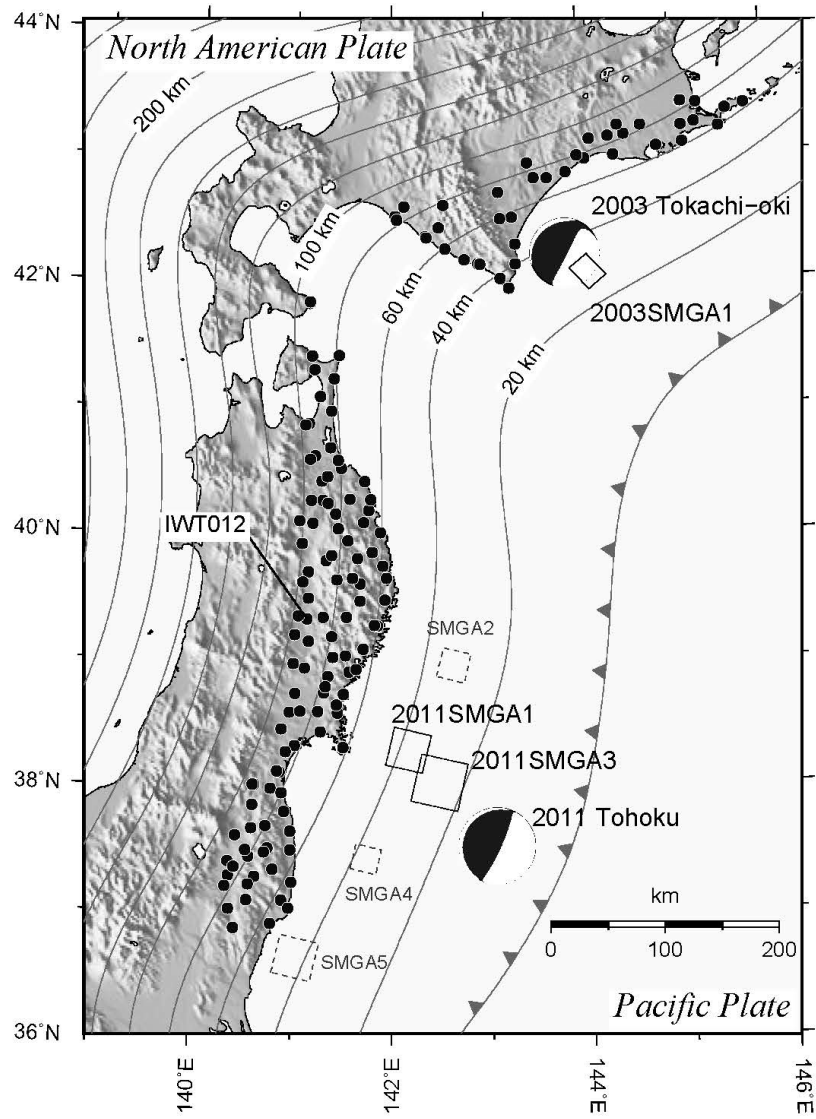 44°N
North American Plate
200 km
2003 Tokachi-oki
100 km
42°N
60 km
40 km
2003SMGA1
20 km
IWT012
40°N
SMGA2
2011SMGA1
2011SMGA3
38°N
2011 Tohoku
SMGA4
km
0 100 200
SMGA5
Pacific Plate
36°N
140°E
142°E
144°E
146°E